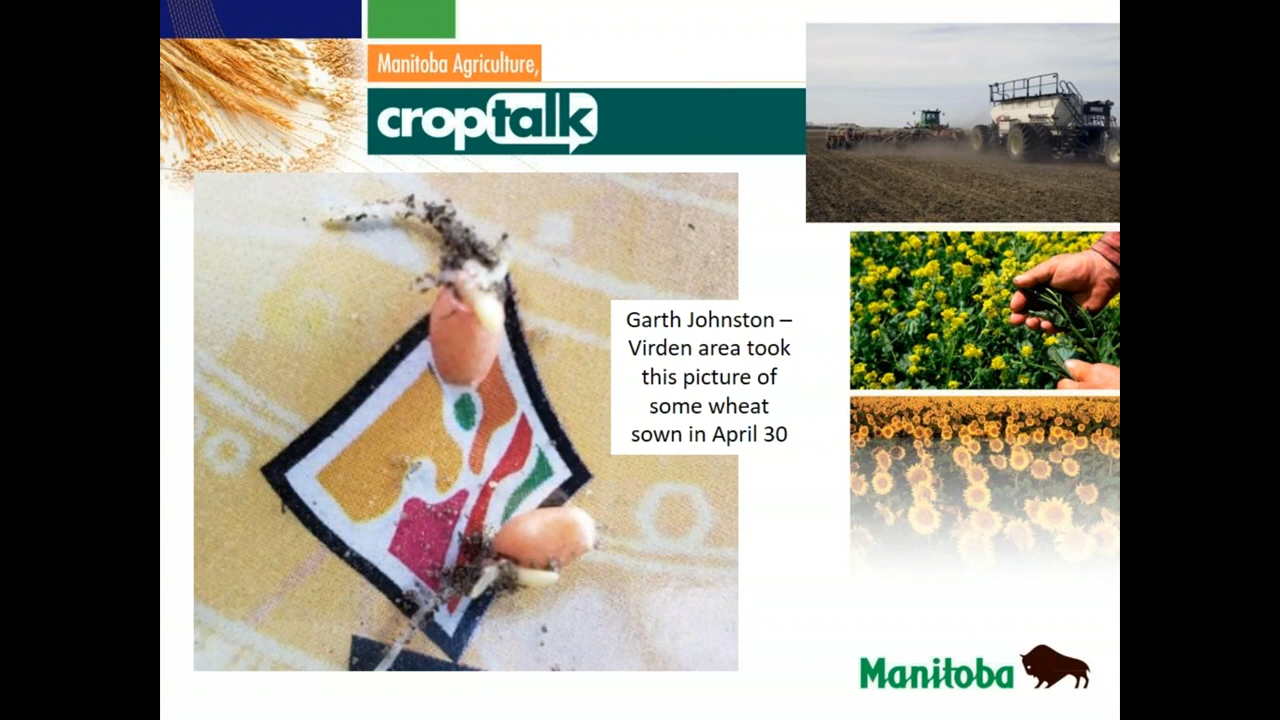 Manitoba Agriculture,
croptalk
Garth Johnston –
Virden area took
this picture of
some wheat
sown in April 30
Manitoba